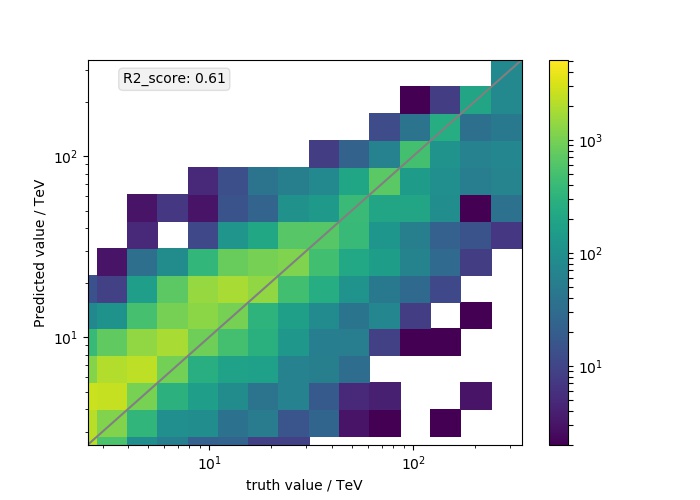 R2_score: 0.61
Predicted value / TeV
10²
10¹
10¹
10²
truth value / TeV
10³
10²
10¹